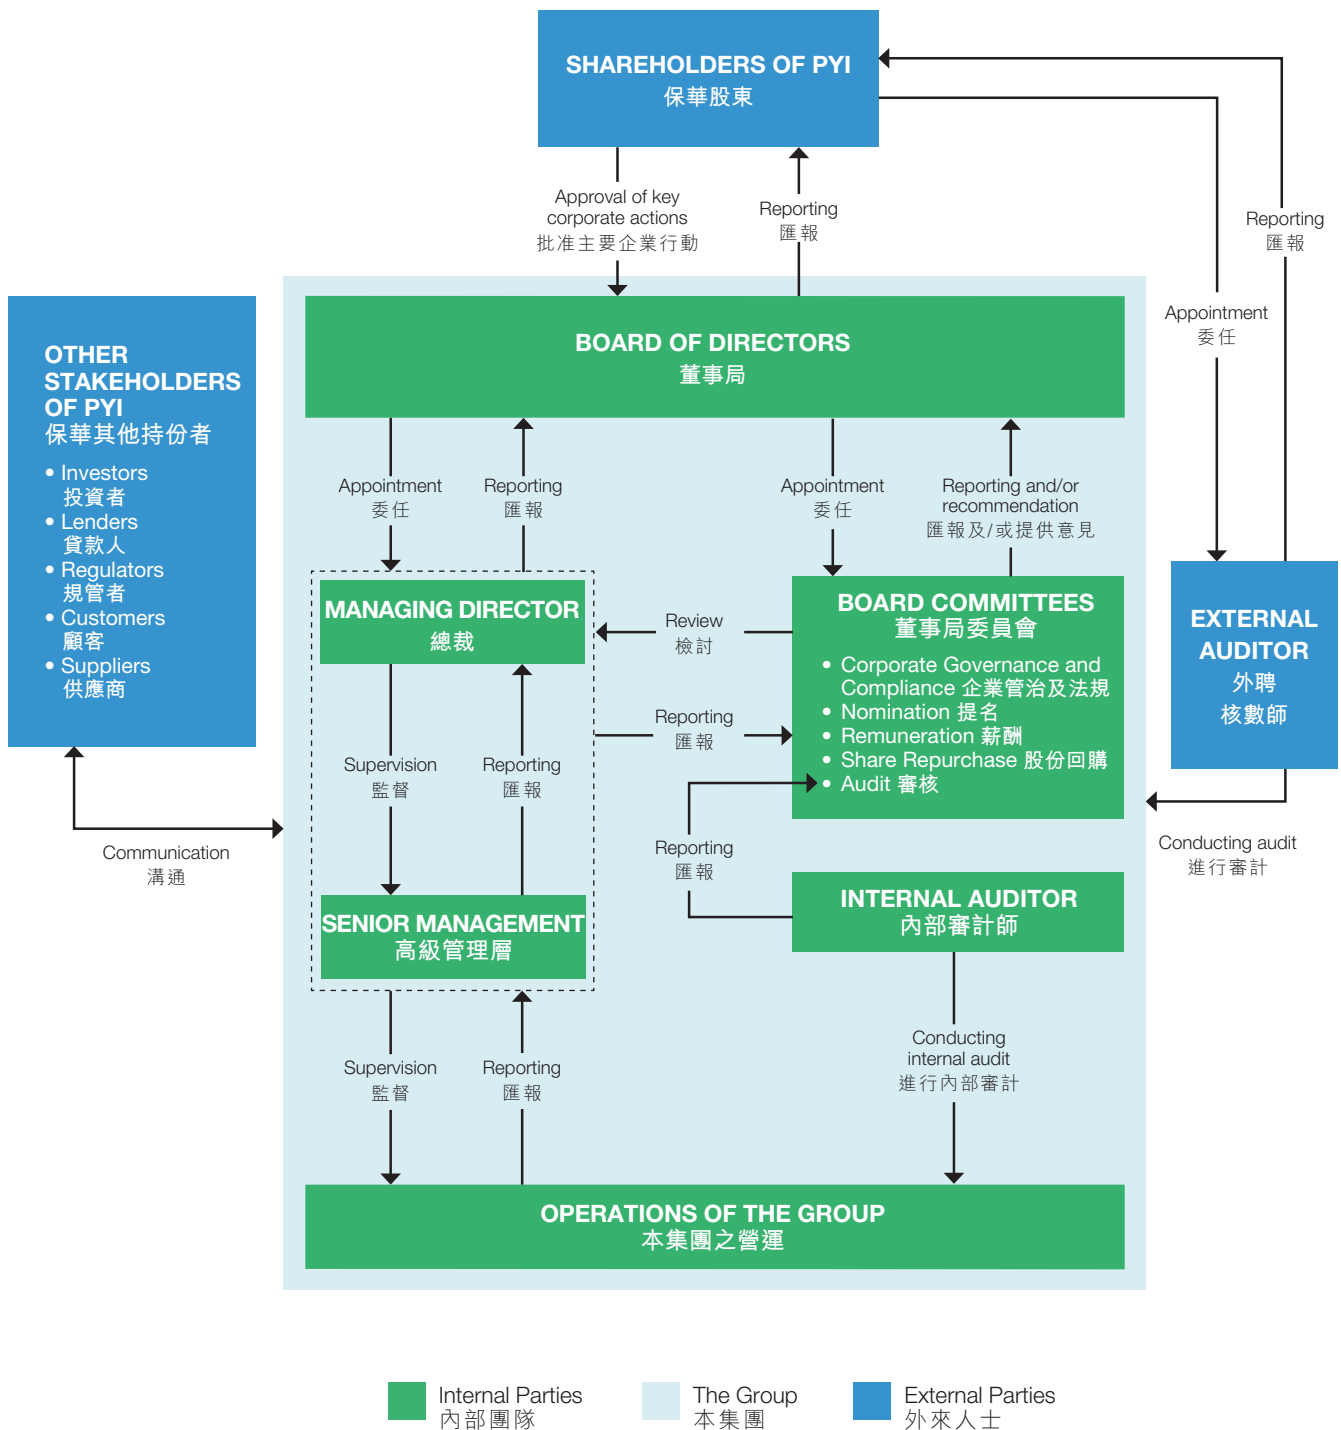 SHAREHOLDERS OF PYI
保華股東
Approval of key
corporate actions
批准主要企業行動
Reporting
匯報
Reporting
匯報
Appointment
委任
BOARD OF DIRECTORS
董事局
OTHER
STAKEHOLDERS
OF PYI
保華其他持份者
• Investors
投資者
• Lenders
貸款人
• Regulators
規管者
• Customers
顧客
• Suppliers
供應商
Appointment
委任
Reporting
匯報
Appointment
委任
Reporting and/or
recommendation
匯報及/或提供意見
MANAGING DIRECTOR
總裁
Review
檢討
BOARD COMMITTEES
董事局委員會
• Corporate Governance and
Compliance 企業管治及法規
• Nomination 提名
• Remuneration 薪酬
• Share Repurchase 股份回購
• Audit 審核
EXTERNAL
AUDITOR
外聘
核數師
Reporting
匯報
Supervision
監督
Reporting
匯報
Communication
溝通
Reporting
匯報
Conducting audit
進行審計
SENIOR MANAGEMENT
高級管理層
INTERNAL AUDITOR
內部審計師
Supervision
監督
Reporting
匯報
Conducting
internal audit
進行內部審計
OPERATIONS OF THE GROUP
本集團之營運
Internal Parties
內部團隊
The Group
本集團
External Parties
外來人士